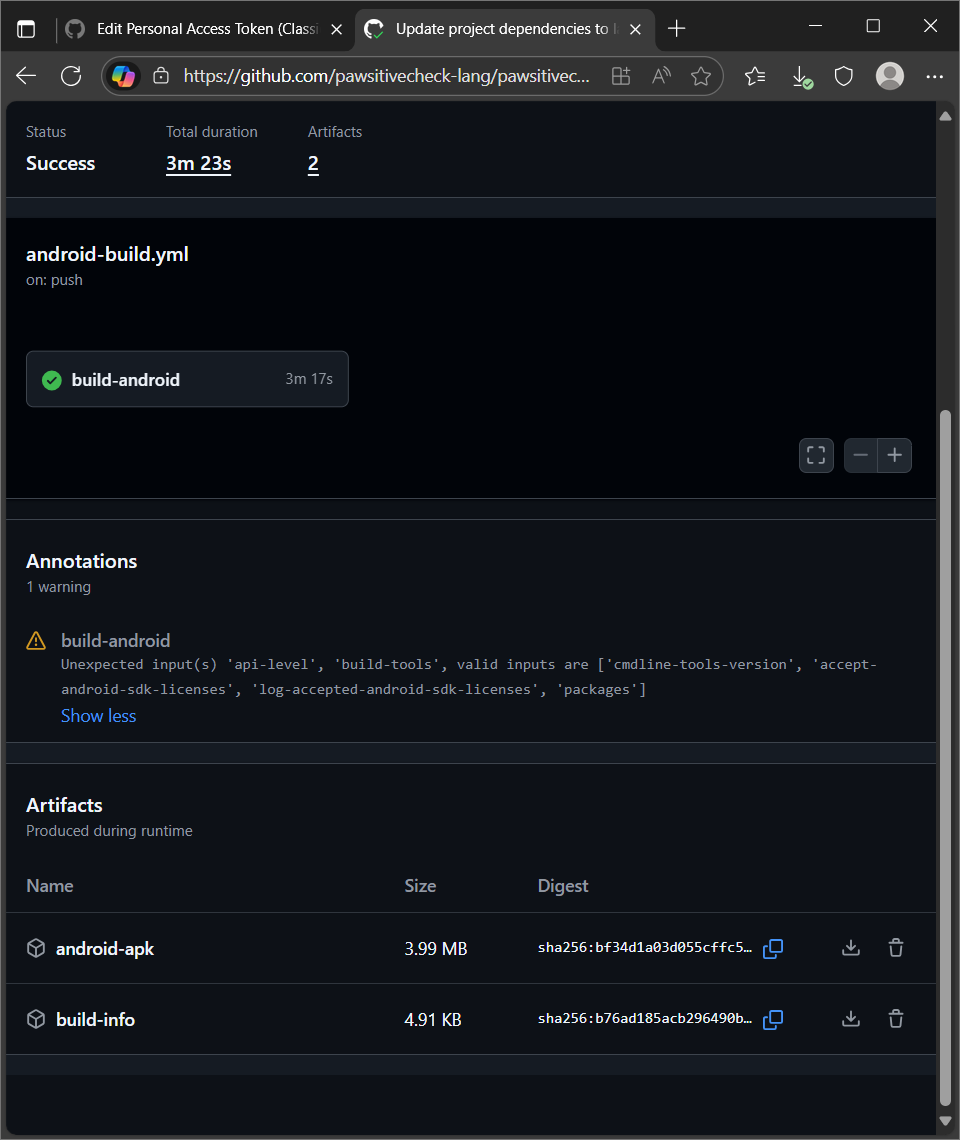 Edit Personal Access Token (Classi
Update project dependencies to l
https://github.com/pawsitivecheck-lang/pawsitivec...
Status
Total duration
Artifacts
Success
3m 23s
2
android-build.yml
on: push
build-android
3m 17s
Annotations
1 warning
build-android
Unexpected input(s) 'api-level', 'build-tools', valid inputs are ['cmdline-tools-version', 'accept-
android-sdk-licenses', 'log-accepted-android-sdk-licenses', 'packages']
Show less
Artifacts
Produced during runtime
Name
Size
Digest
android-apk
3.99 MB
sha256:bf34d1a03d055cffc5…
build-info
4.91 KB
sha256:b76ad185acb296490b…